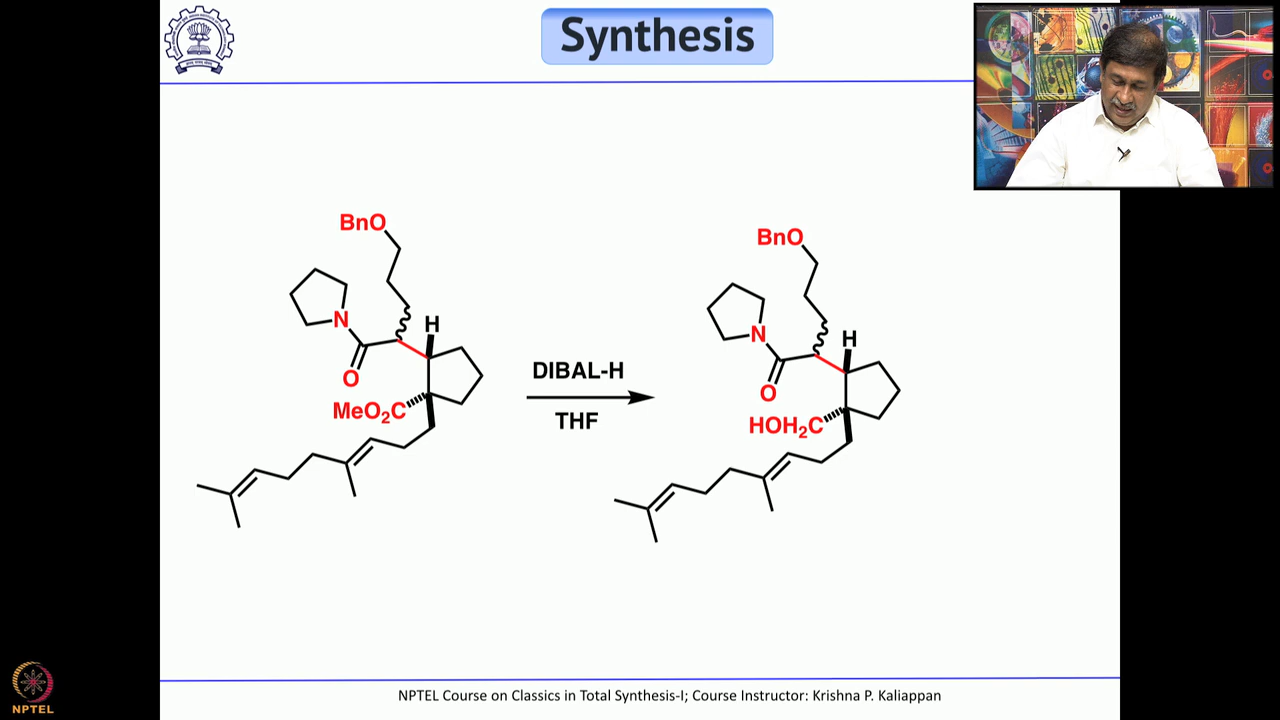 Synthesis
BnO
N
H
O
MeO₂C
DIBAL-H
THF
BnO
N
H
O
HOH₂C
NPTEL
NPTEL Course on Classics in Total Synthesis-I; Course Instructor: Krishna P. Kaliappan